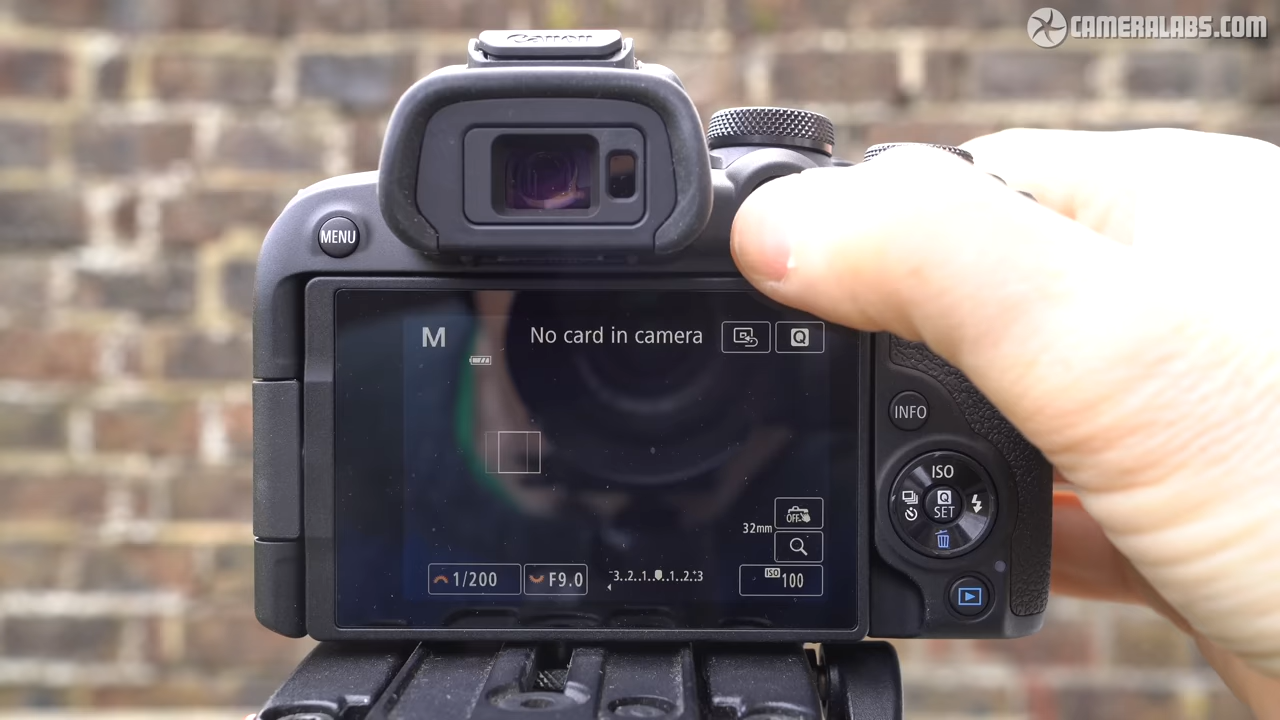 CAMERALABS.COM
Canon
MENU
M
No card in camera
Q
INFO
ISO
Q
SET
32mm
OFF
1/200
F9.0
-3..2..1..0..1..2..+3
ISO 100